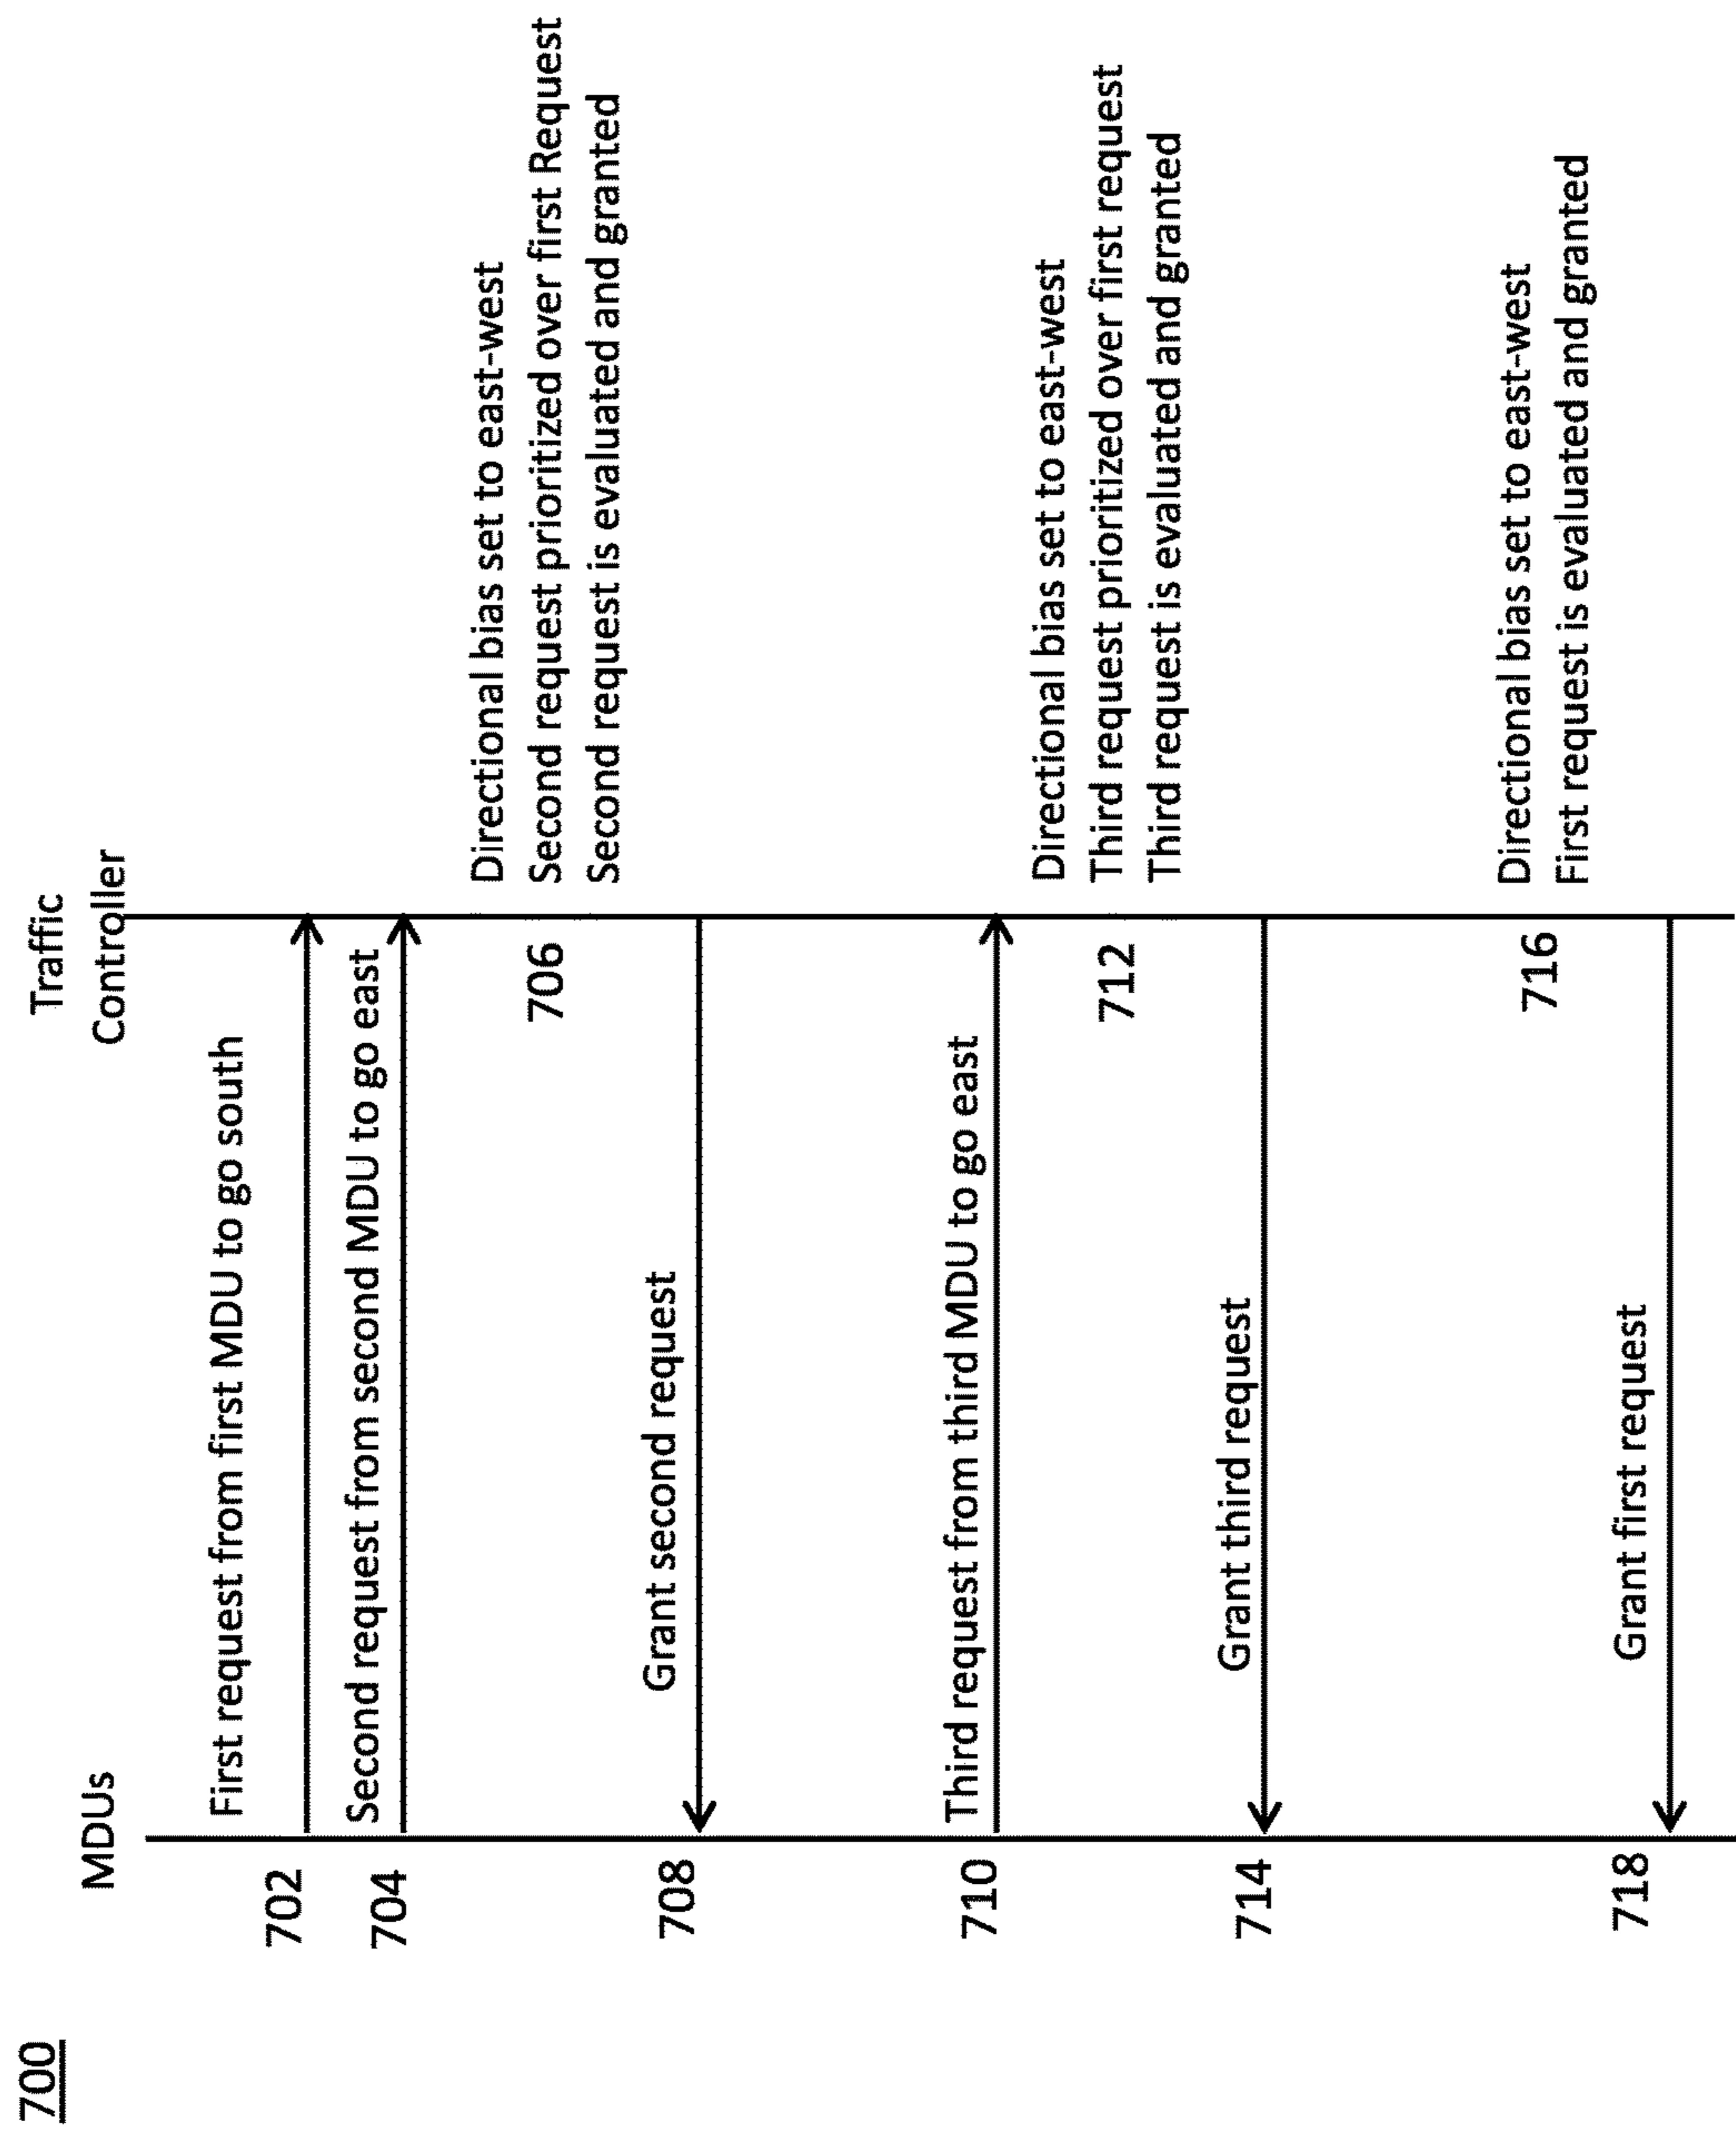 700
MDUs
Traffic
Controller
702
First request from first MDU to go south
704
Second request from second MDU to go east
706
Directional bias set to east-west
Second request prioritized over first Request
Second request is evaluated and granted
708
Grant second request
710
Third request from third MDU to go east
712
Directional bias set to east-west
Third request prioritized over first request
Third request is evaluated and granted
714
Grant third request
716
Directional bias set to east-west
First request is evaluated and granted
718
Grant first request